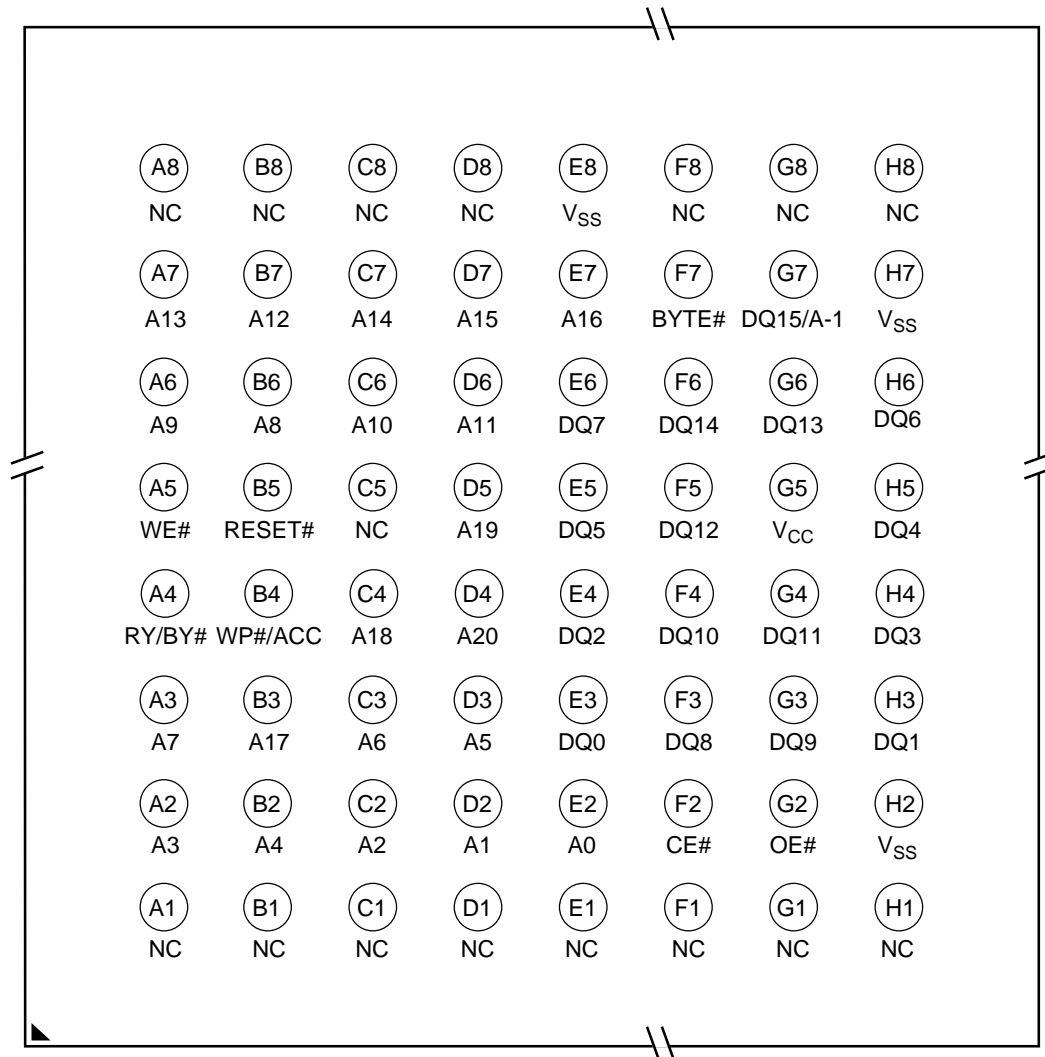 A8 B8 C8 D8 E8 F8 G8 H8
NC NC NC NC VSS NC NC NC
A7 B7 C7 D7 E7 F7 G7 H7
A13 A12 A14 A15 A16 BYTE# DQ15/A-1 VSS
A6 B6 C6 D6 E6 F6 G6 H6
A9 A8 A10 A11 DQ7 DQ14 DQ13 DQ6
A5 B5 C5 D5 E5 F5 G5 H5
WE# RESET# NC A19 DQ5 DQ12 VCC DQ4
A4 B4 C4 D4 E4 F4 G4 H4
RY/BY# WP#/ACC A18 A20 DQ2 DQ10 DQ11 DQ3
A3 B3 C3 D3 E3 F3 G3 H3
A7 A17 A6 A5 DQ0 DQ8 DQ9 DQ1
A2 B2 C2 D2 E2 F2 G2 H2
A3 A4 A2 A1 A0 CE# OE# VSS
A1 B1 C1 D1 E1 F1 G1 H1
NC NC NC NC NC NC NC NC